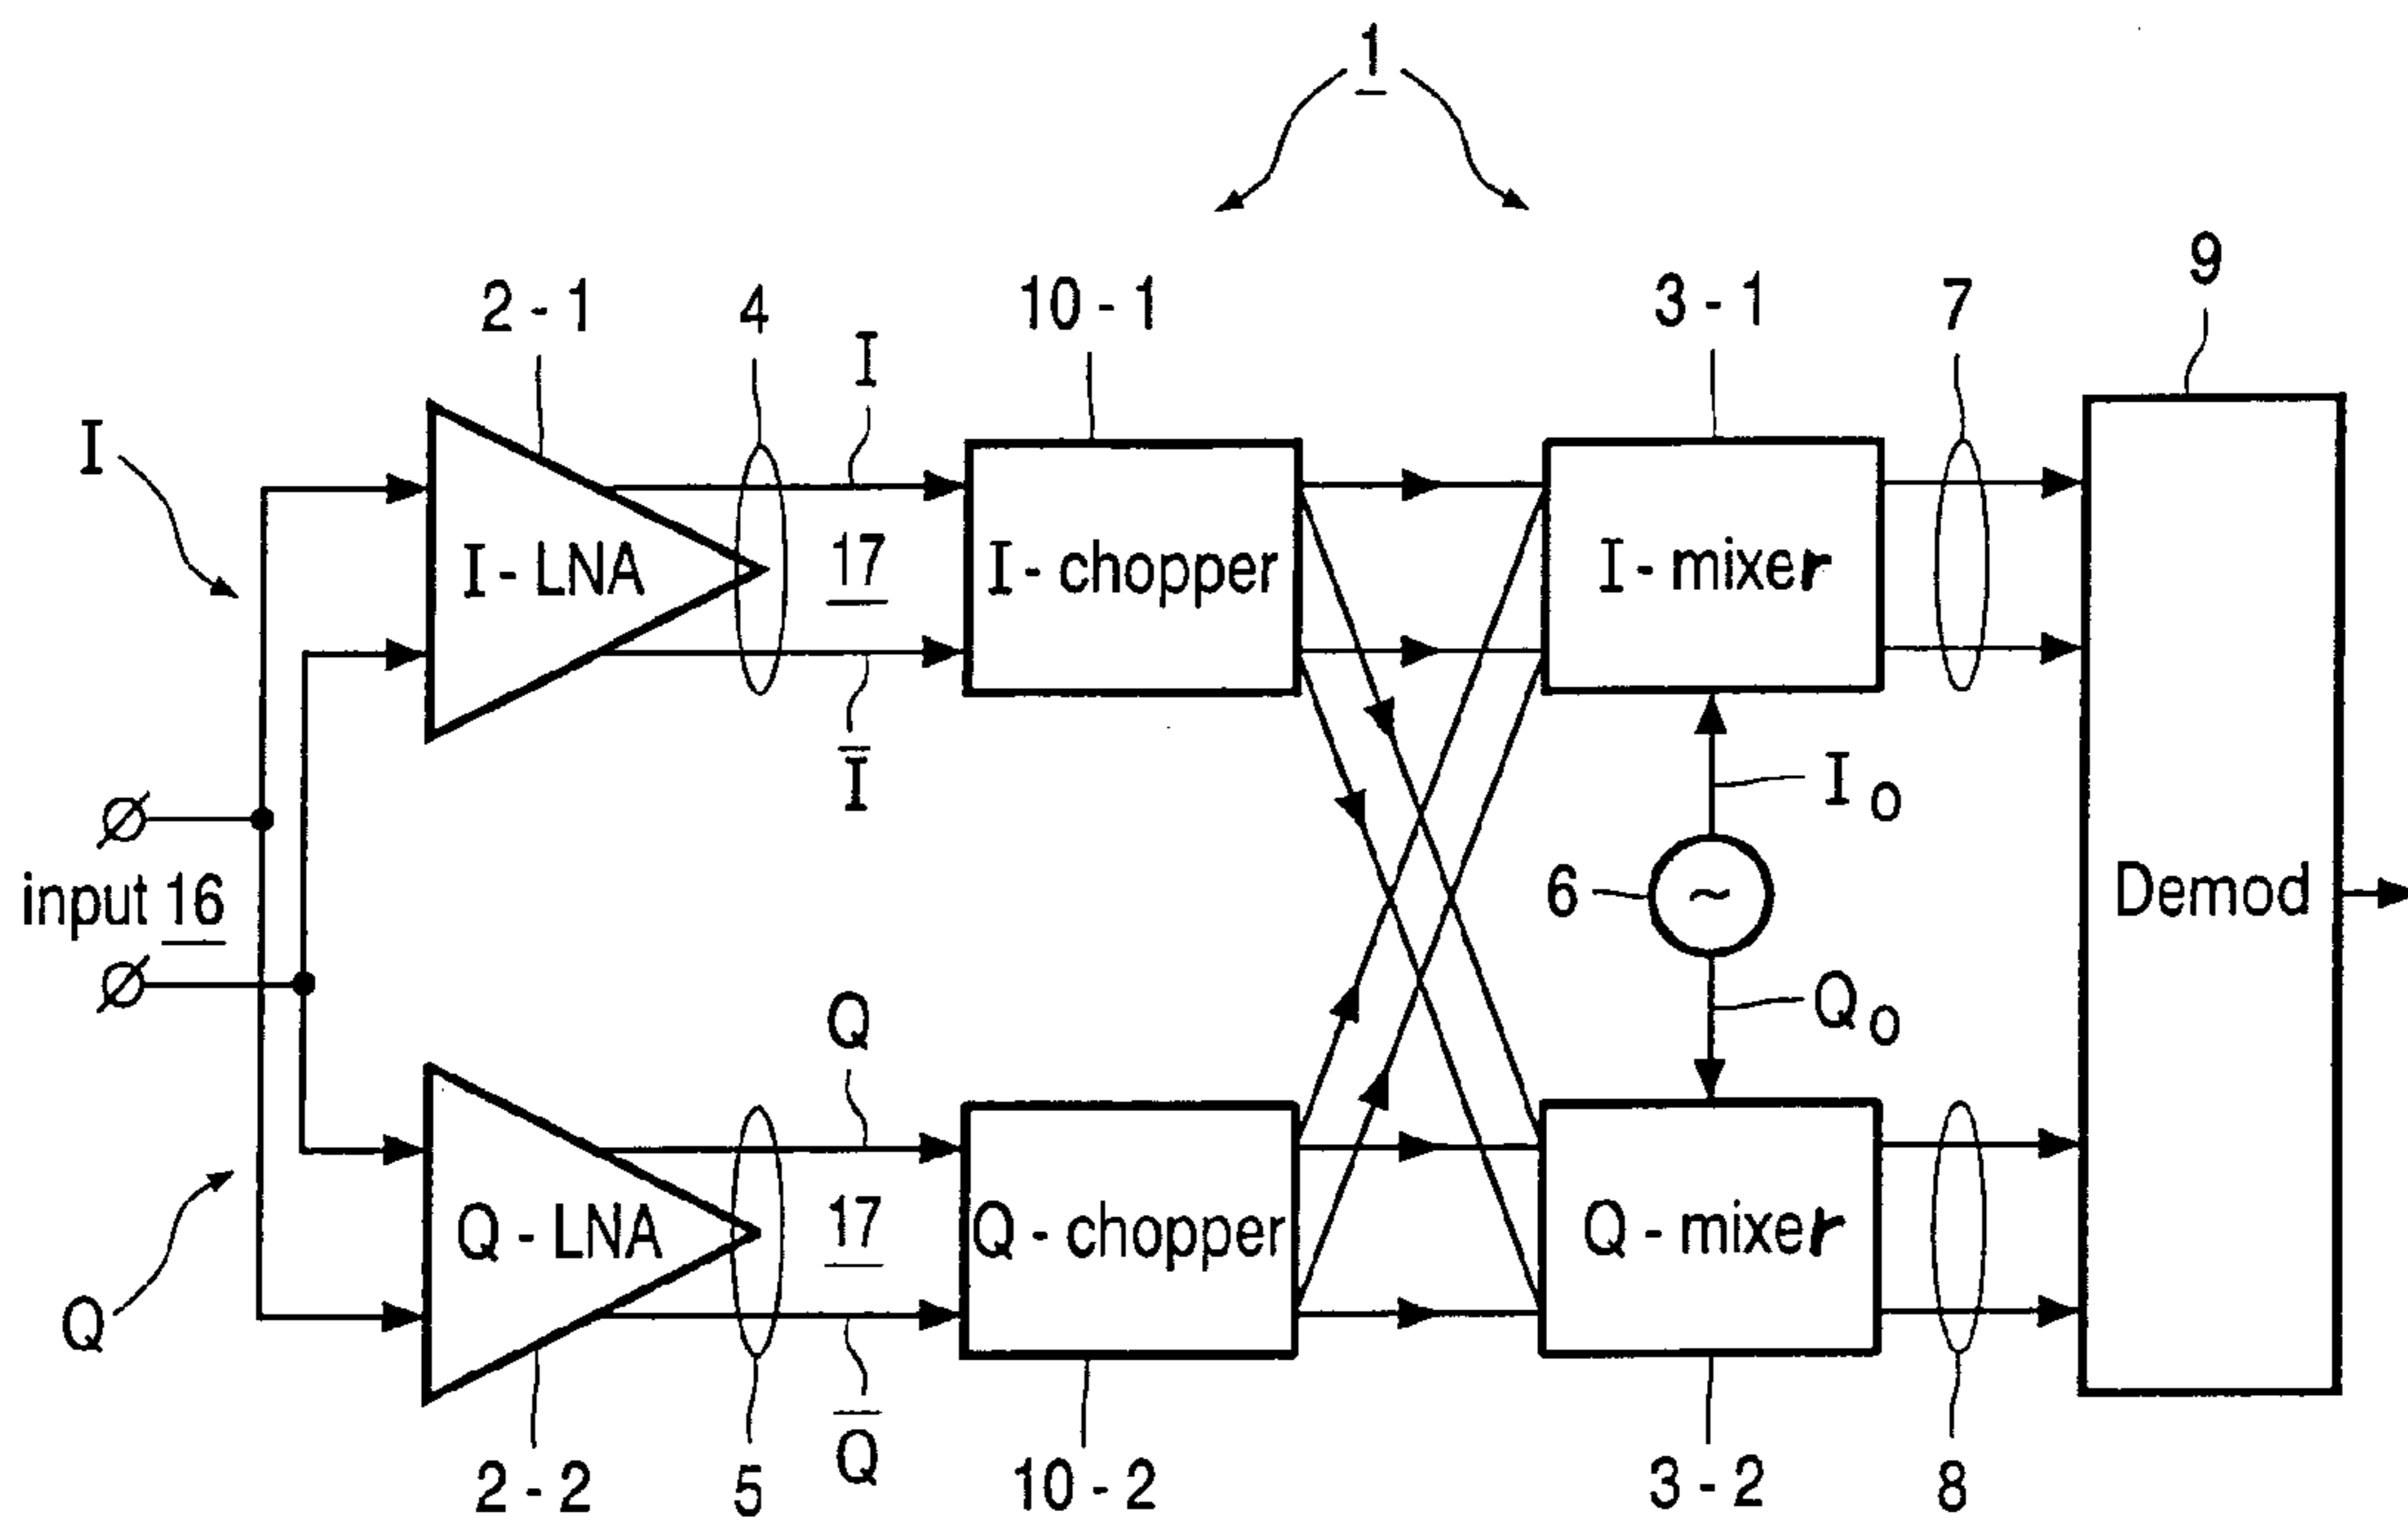 1
9
2 - 1
4
I
10 - 1
3 - 1
7
I
I - LNA
17
I - chopper
I - mixer
Ī
I O
input 16
6
~
Demod
Q
Q O
Q - LNA
17
Q - chopper
Q - mixer
Q
Q̅
2 - 2
5
10 - 2
3 - 2
8